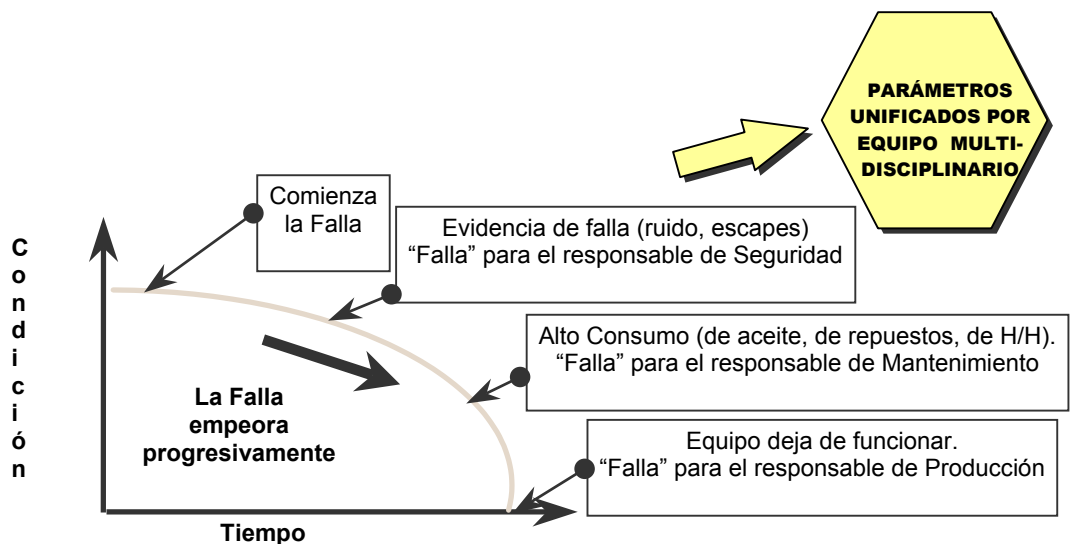 PARÁMETROS
UNIFICADOS POR
EQUIPO MULTI-
DISCIPLINARIO
Comienza
la Falla
Evidencia de falla (ruido, escapes)
“Falla” para el responsable de Seguridad
Condición
Alto Consumo (de aceite, de repuestos, de H/H).
“Falla” para el responsable de Mantenimiento
La Falla
empeora
progresivamente
Equipo deja de funcionar.
“Falla” para el responsable de Producción
Tiempo